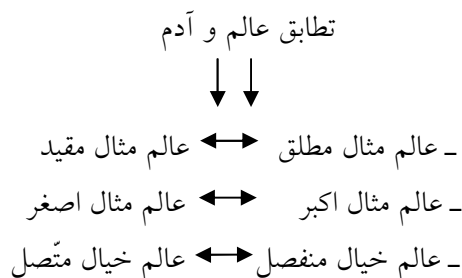 تطابق عالم و آدم
ـ عالم مثال مطلق ↔ عالم مثال مقید
ـ عالم مثال اکبر ↔ عالم مثال اصغر
ـ عالم خیال منفصل ↔ عالم خیال متّصل